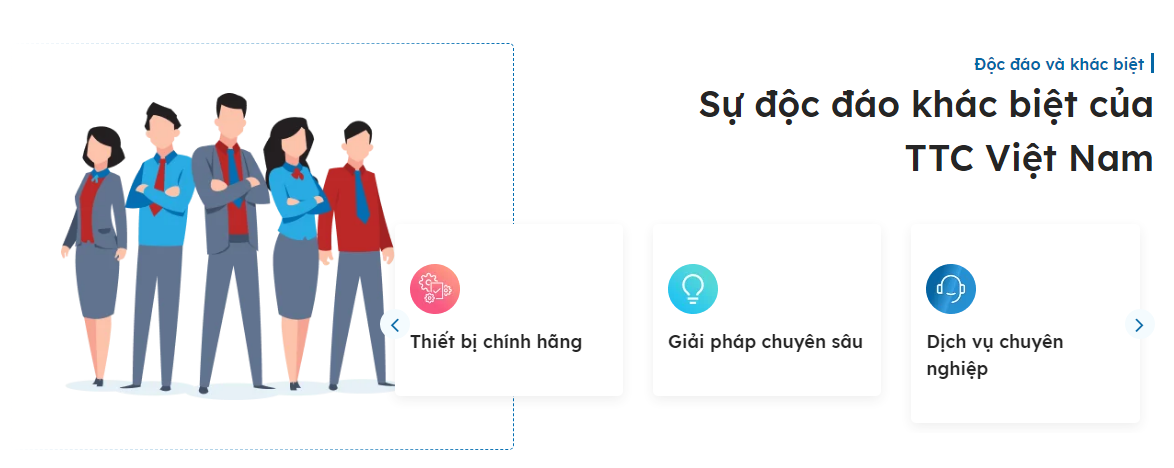 Độc đáo và khác biệt
Sự độc đáo khác biệt của
TTC Việt Nam
Thiết bị chính hãng
Giải pháp chuyên sâu
Dịch vụ chuyên
nghiệp